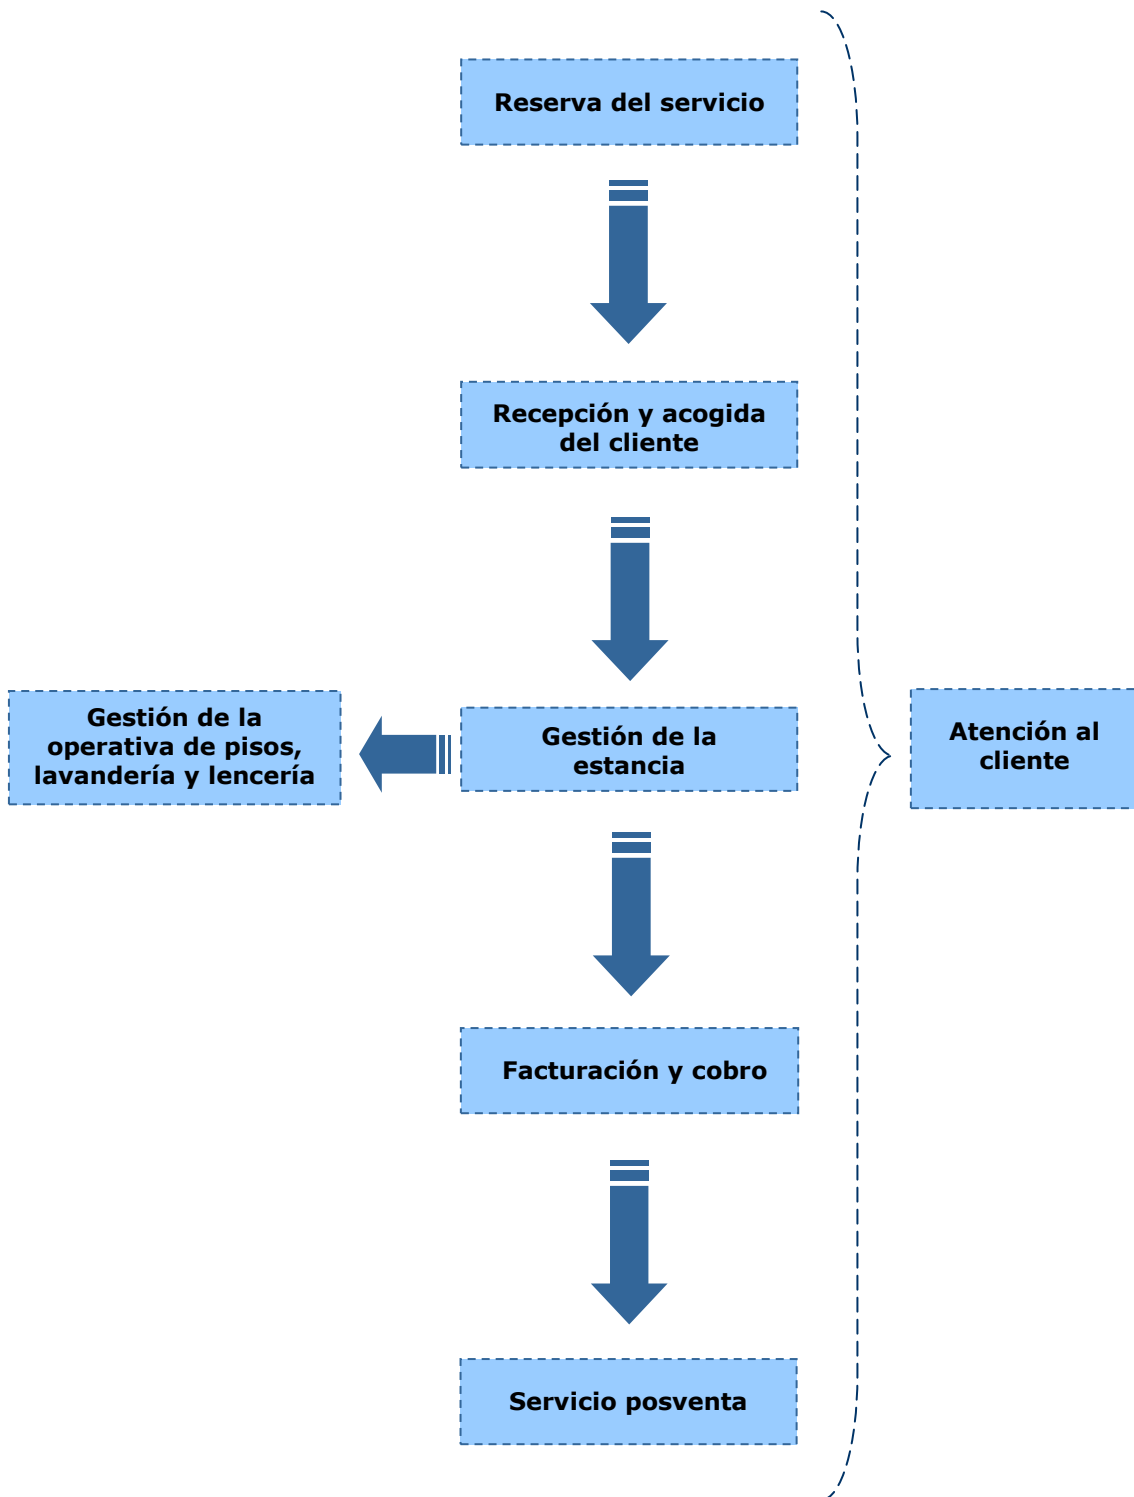 Reserva del servicio
Recepción y acogida
del cliente
Gestión de la
operativa de pisos,
lavandería y lencería
Gestión de la
estancia
Atención al
cliente
Facturación y cobro
Servicio posventa